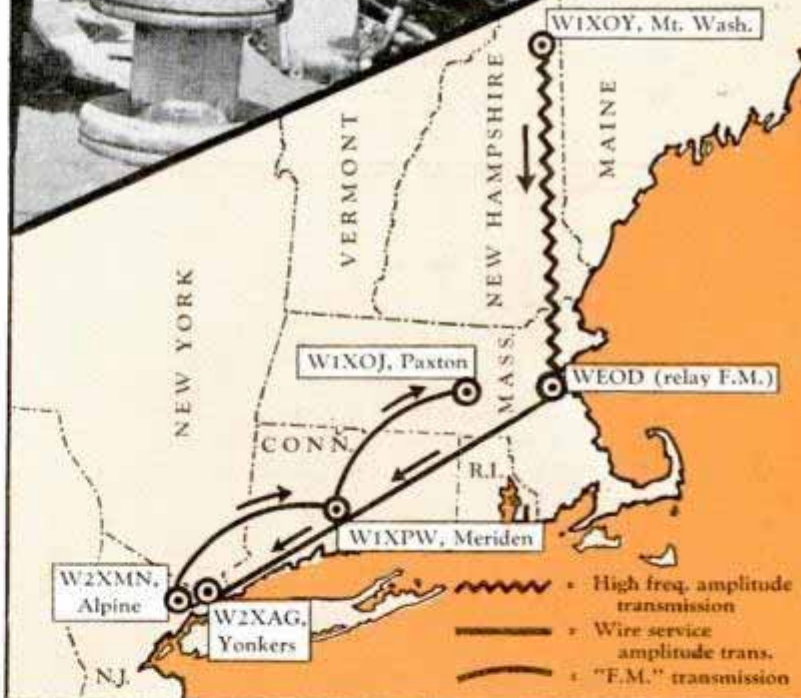 W1XOY, Mt. Wash.
VERMONT
NEW HAMPSHIRE
MAINE
NEW YORK
W1XOJ, Paxton
MASS.
WEOD (relay F.M.)
CONN.
R.I.
W1XPW, Meriden
W2XMN,
Alpine
W2XAG,
Yonkers
N.J.
= High freq. amplitude
transmission
= Wire service
amplitude trans.
= "F.M." transmission